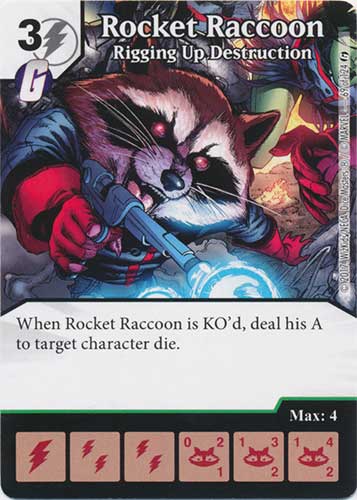 3
Rocket Raccoon
Rigging Up Destruction
G
When Rocket Raccoon is KO'd, deal his A
to target character die.
Max: 4
0 2 1
1 3 2
1 4 2